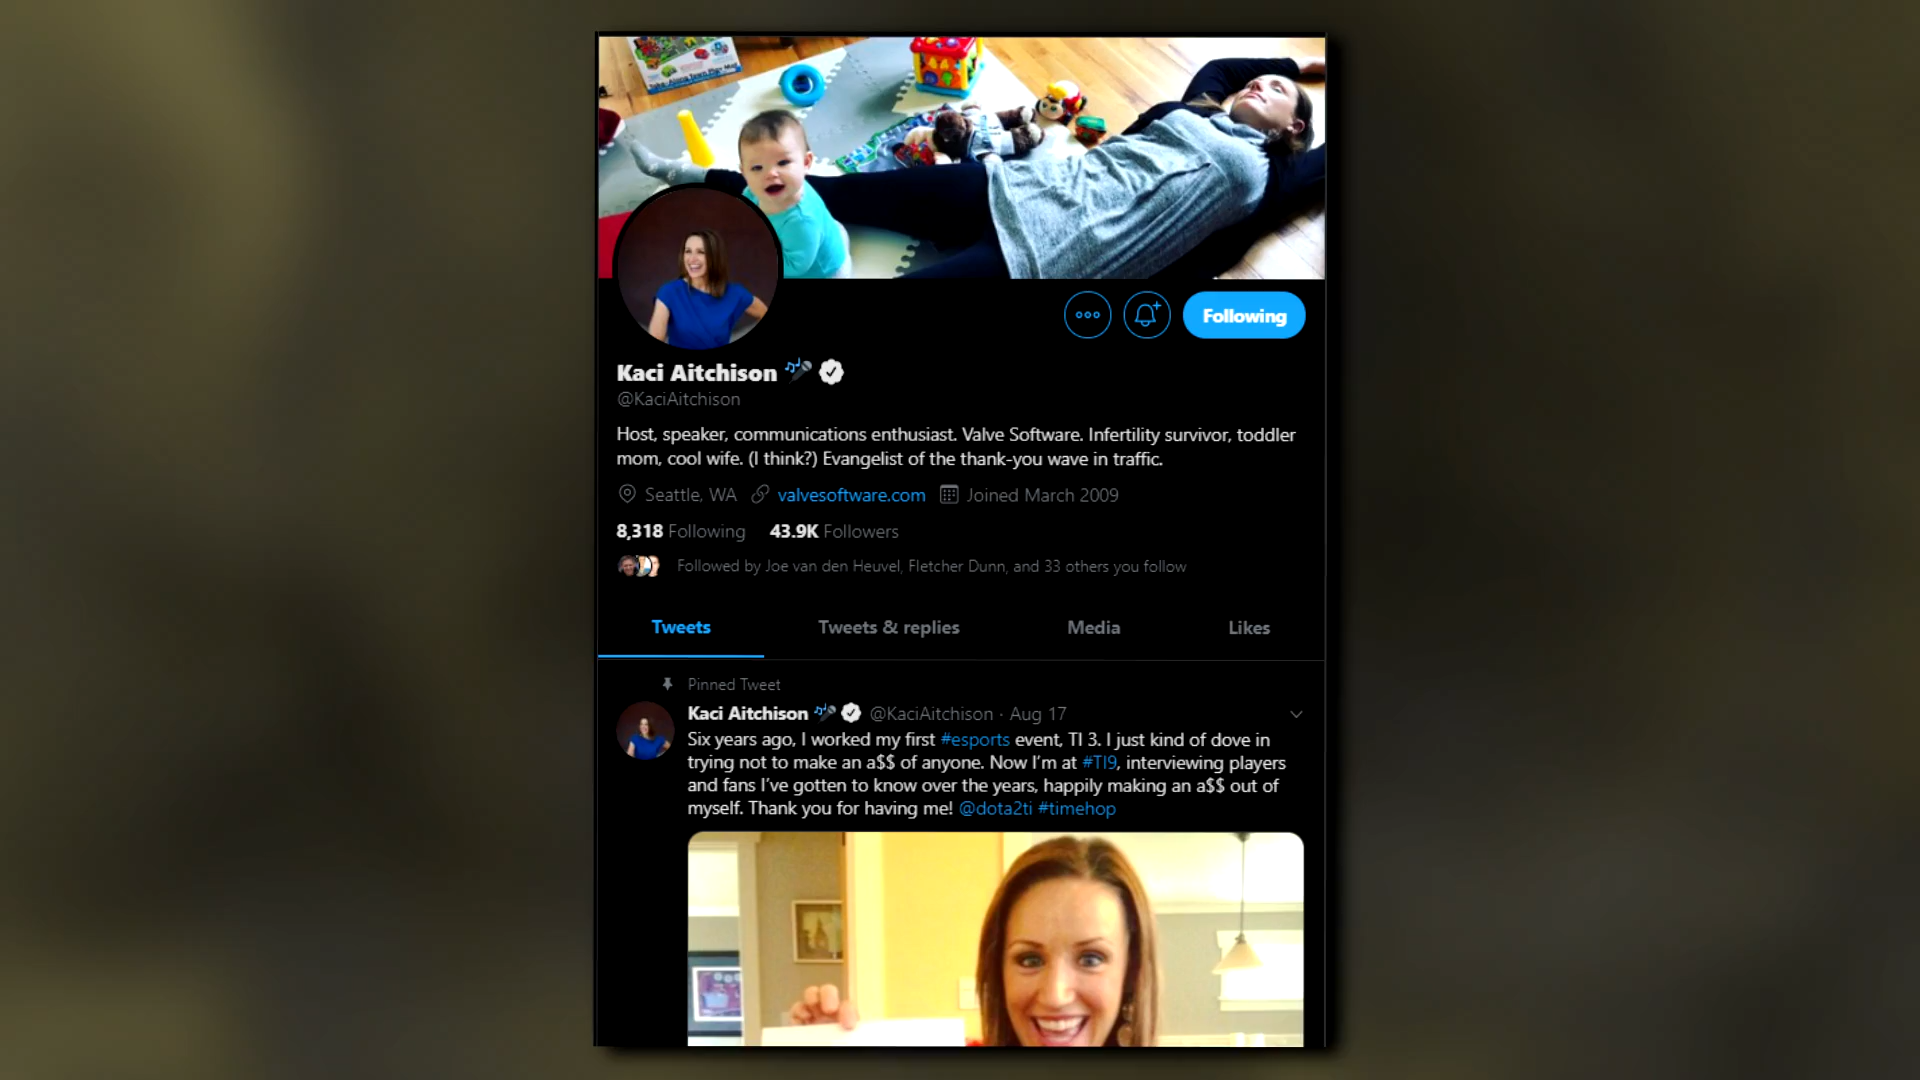 Following
Kaci Aitchison
@KaciAitchison
Host, speaker, communications enthusiast. Valve Software. Infertility survivor, toddler
mom, cool wife. (I think?) Evangelist of the thank-you wave in traffic.
Seattle, WA valvesoftware.com Joined March 2009
8,318 Following 43.9K Followers
Followed by Joe van den Heuvel, Fletcher Dunn, and 33 others you follow
Tweets Tweets & replies Media Likes
Pinned Tweet
Kaci Aitchison @KaciAitchison · Aug 17
Six years ago, I worked my first #esports event, TI 3. I just kind of dove in
trying not to make an a$$ of anyone. Now I'm at #TI9, interviewing players
and fans I've gotten to know over the years, happily making an a$$ out of
myself. Thank you for having me! @dota2ti #timehop